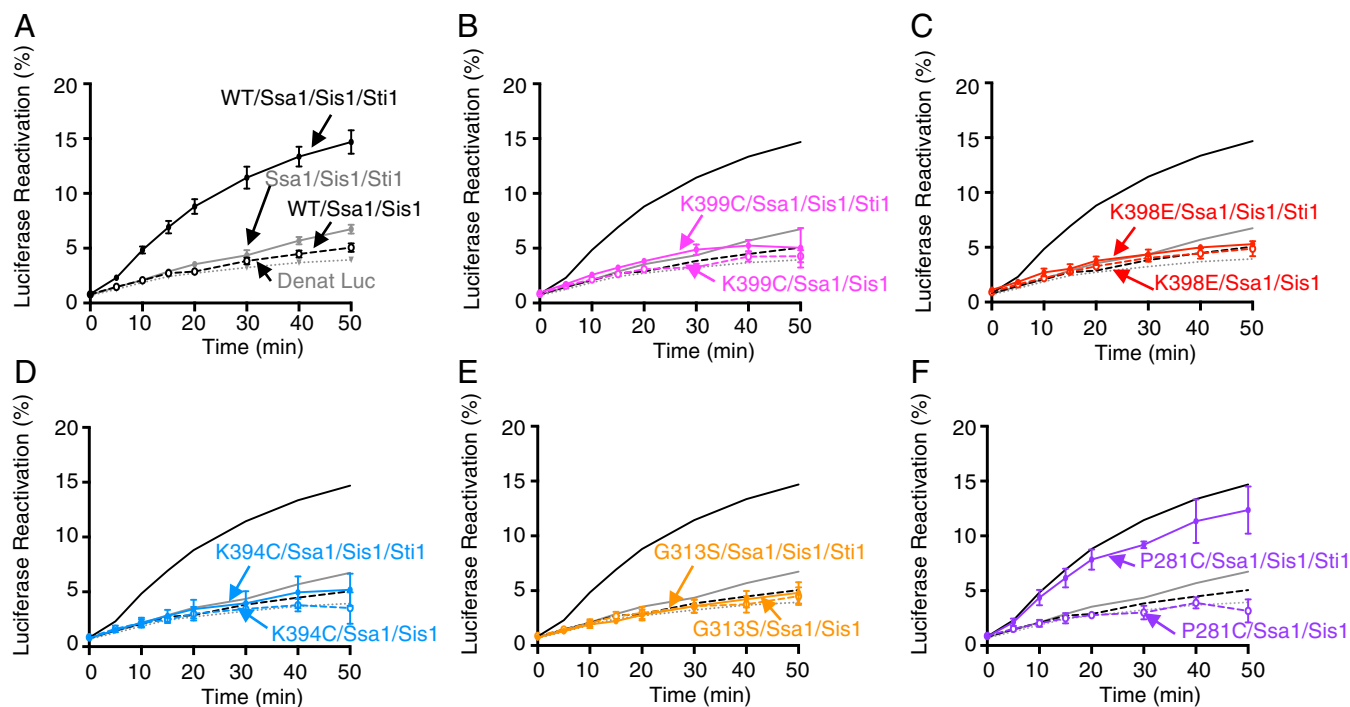 A
Luciferase Reactivation (%)
20
15
10
5
0
WT/Ssa1/Sis1/Sti1
Ssa1/Sis1/Sti1
WT/Ssa1/Sis1
Denat Luc
0 10 20 30 40 50
Time (min)
B
Luciferase Reactivation (%)
20
15
10
5
0
K399C/Ssa1/Sis1/Sti1
K399C/Ssa1/Sis1
0 10 20 30 40 50
Time (min)
C
Luciferase Reactivation (%)
20
15
10
5
0
K398E/Ssa1/Sis1/Sti1
K398E/Ssa1/Sis1
0 10 20 30 40 50
Time (min)
D
Luciferase Reactivation (%)
20
15
10
5
0
K394C/Ssa1/Sis1/Sti1
K394C/Ssa1/Sis1
0 10 20 30 40 50
Time (min)
E
Luciferase Reactivation (%)
20
15
10
5
0
G313S/Ssa1/Sis1/Sti1
G313S/Ssa1/Sis1
0 10 20 30 40 50
Time (min)
F
Luciferase Reactivation (%)
20
15
10
5
0
P281C/Ssa1/Sis1/Sti1
P281C/Ssa1/Sis1
0 10 20 30 40 50
Time (min)